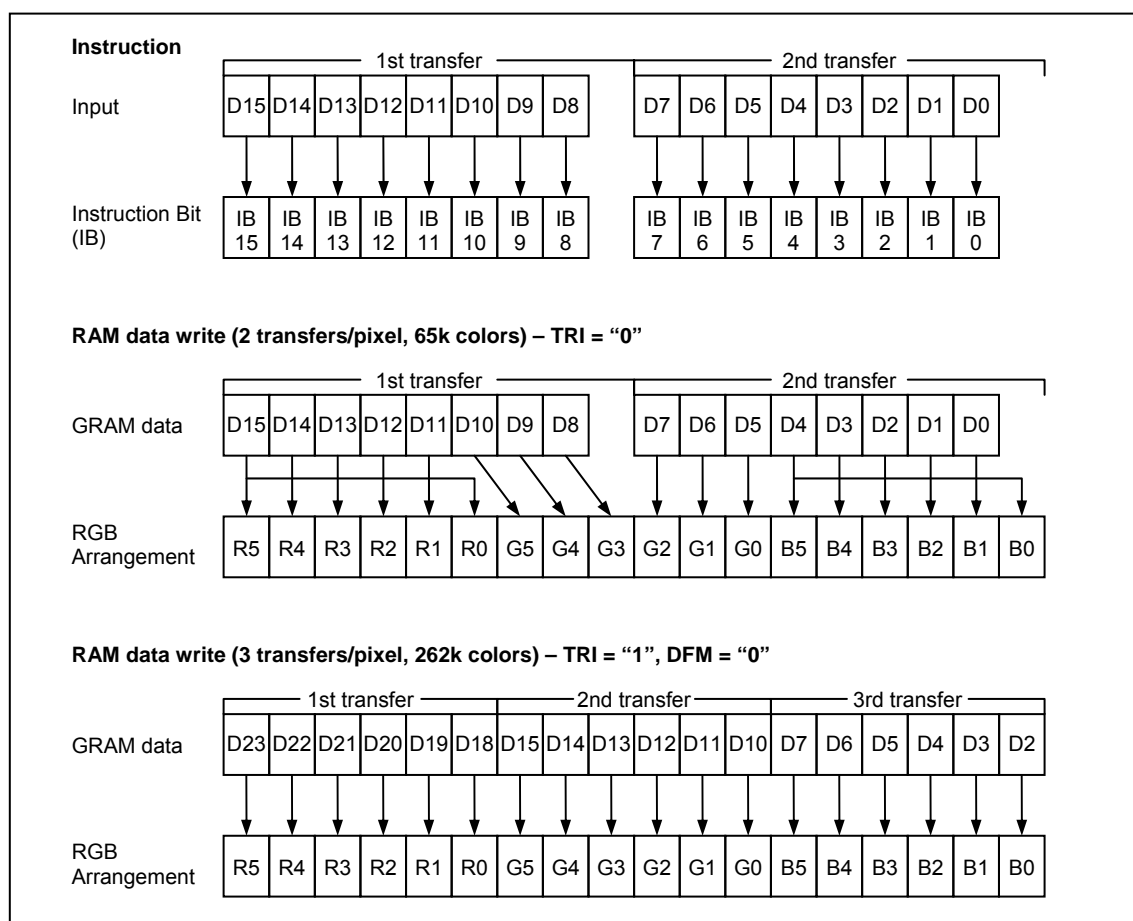 Instruction
1st transfer 2nd transfer
Input D15 D14 D13 D12 D11 D10 D9 D8 D7 D6 D5 D4 D3 D2 D1 D0
Instruction Bit IB IB IB IB IB IB IB IB IB IB IB IB IB IB IB IB
(IB) 15 14 13 12 11 10 9 8 7 6 5 4 3 2 1 0
RAM data write (2 transfers/pixel, 65k colors) – TRI = “0”
1st transfer 2nd transfer
GRAM data D15 D14 D13 D12 D11 D10 D9 D8 D7 D6 D5 D4 D3 D2 D1 D0
RGB
Arrangement R5 R4 R3 R2 R1 R0 G5 G4 G3 G2 G1 G0 B5 B4 B3 B2 B1 B0
RAM data write (3 transfers/pixel, 262k colors) – TRI = “1”, DFM = “0”
1st transfer 2nd transfer 3rd transfer
GRAM data D23 D22 D21 D20 D19 D18 D15 D14 D13 D12 D11 D10 D7 D6 D5 D4 D3 D2
RGB
Arrangement R5 R4 R3 R2 R1 R0 G5 G4 G3 G2 G1 G0 B5 B4 B3 B2 B1 B0